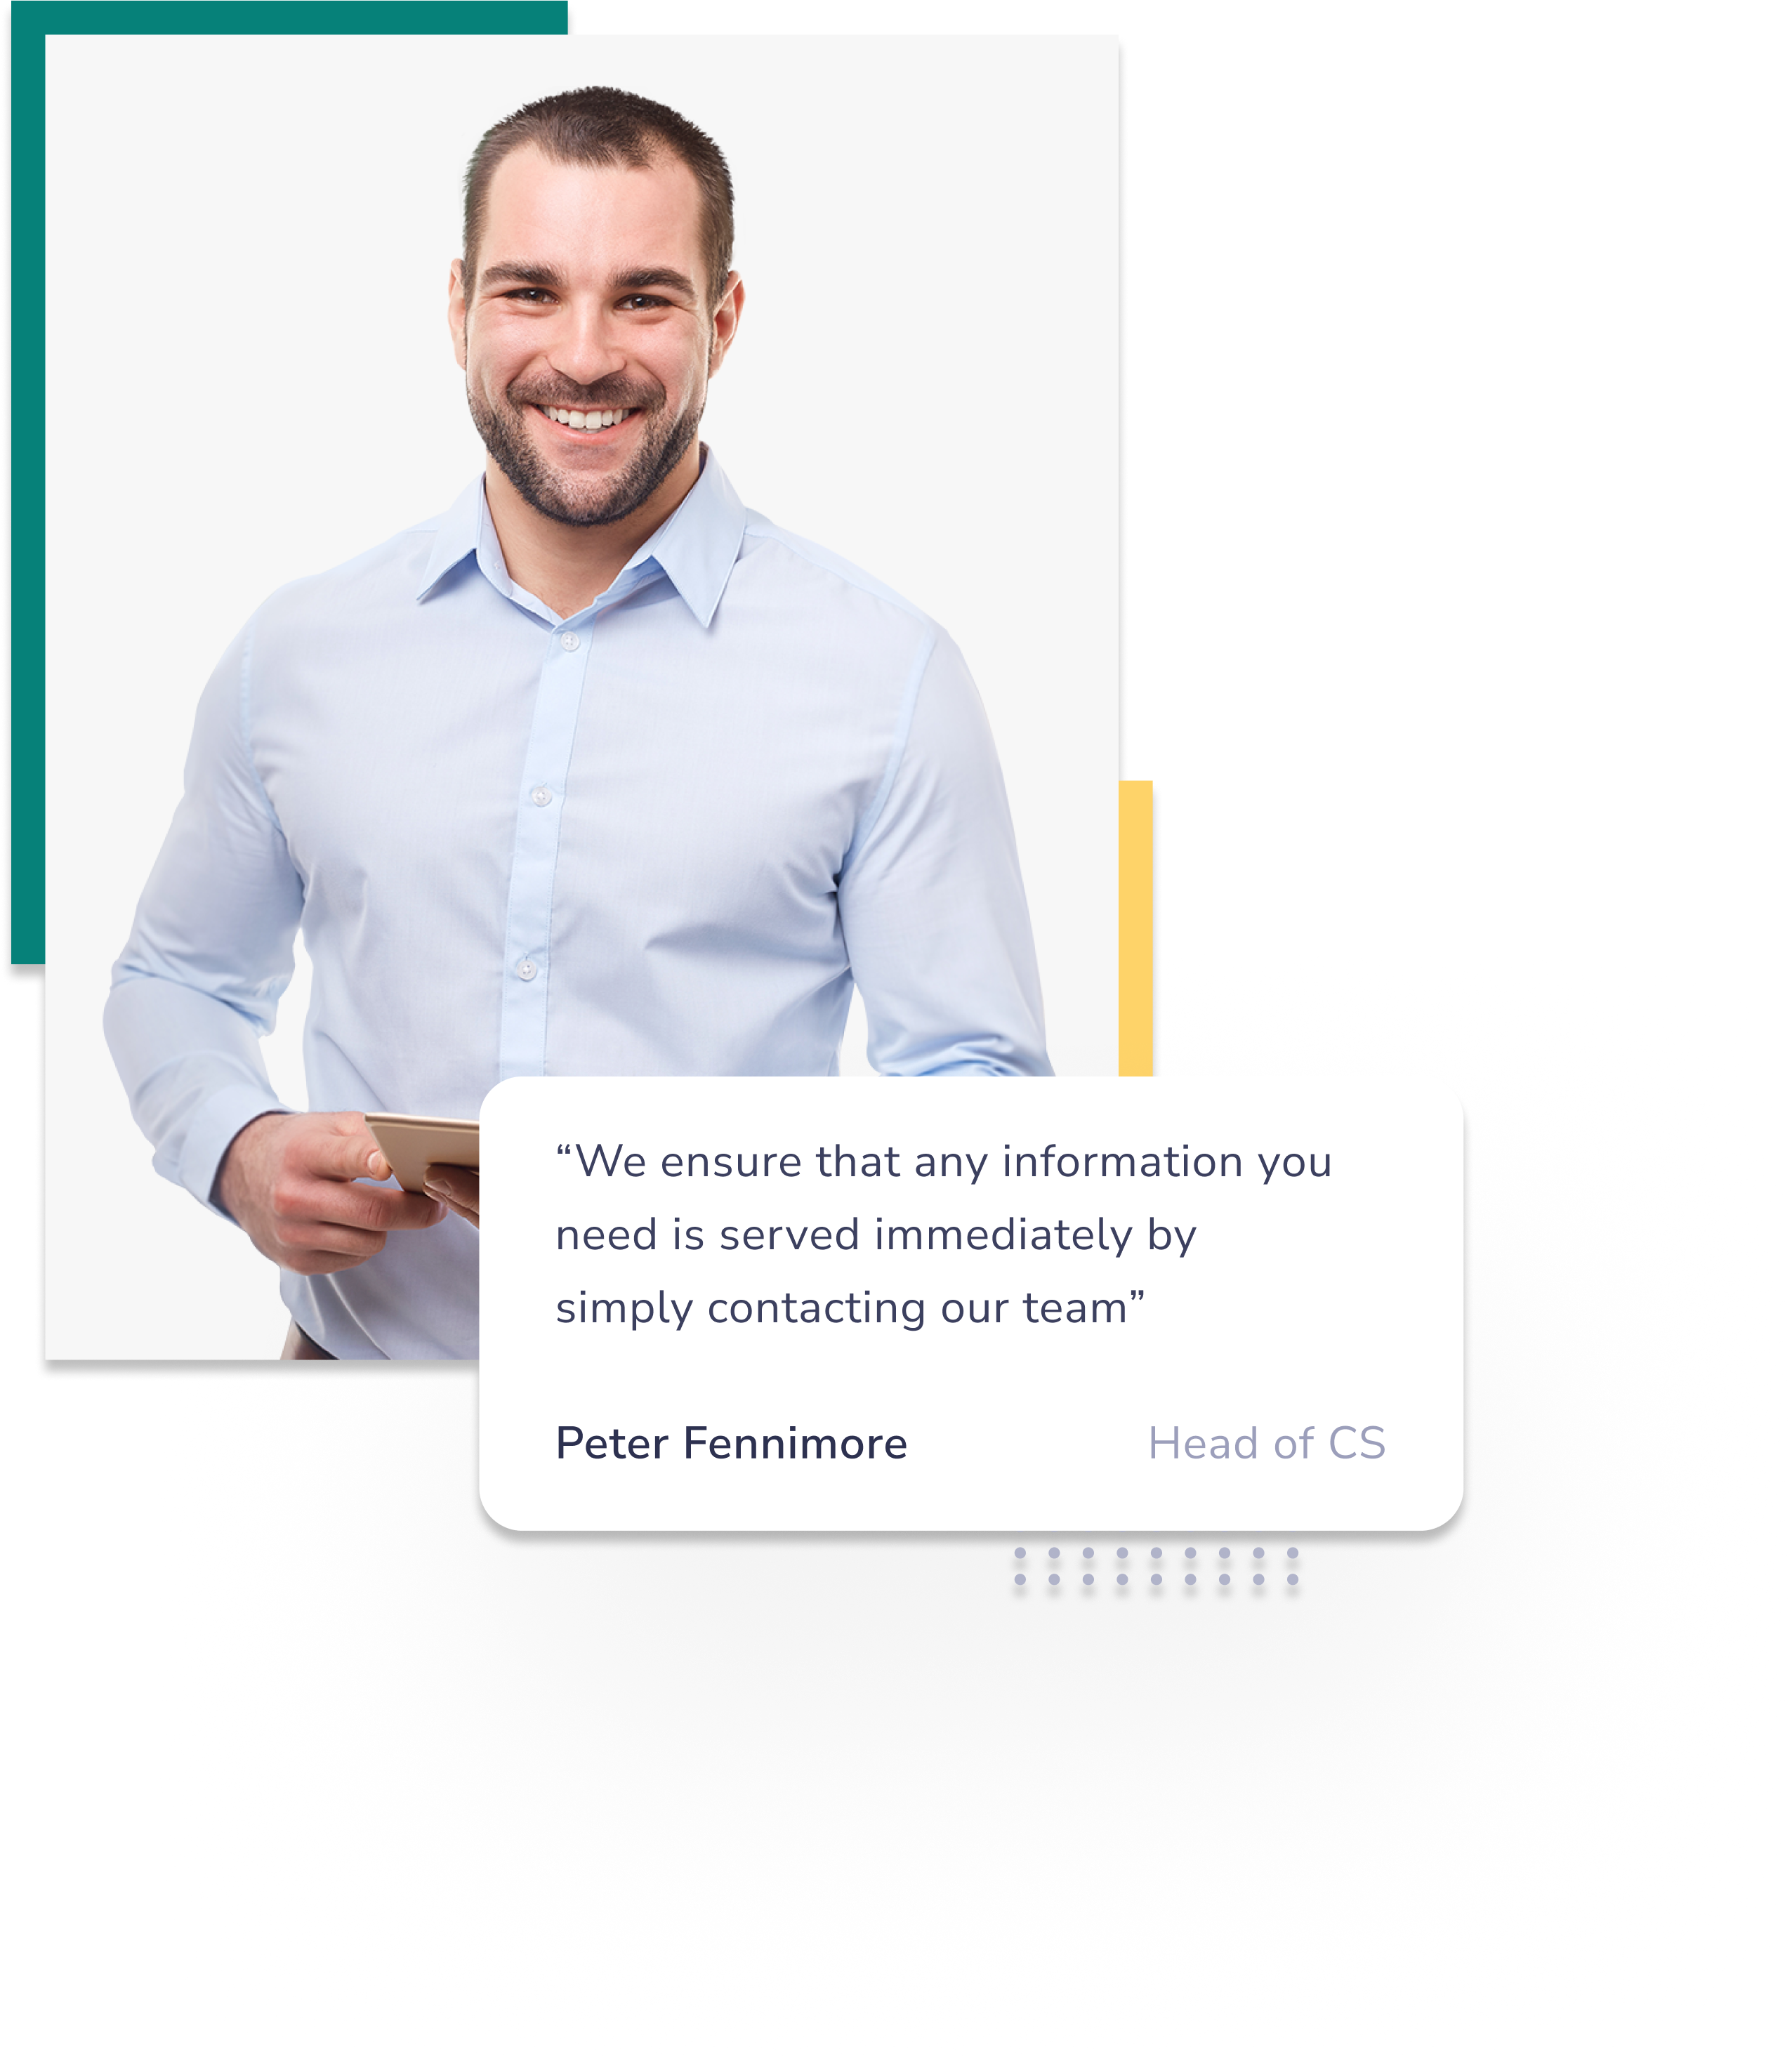 “We ensure that any information you
need is served immediately by
simply contacting our team”
Peter Fennimore
Head of CS